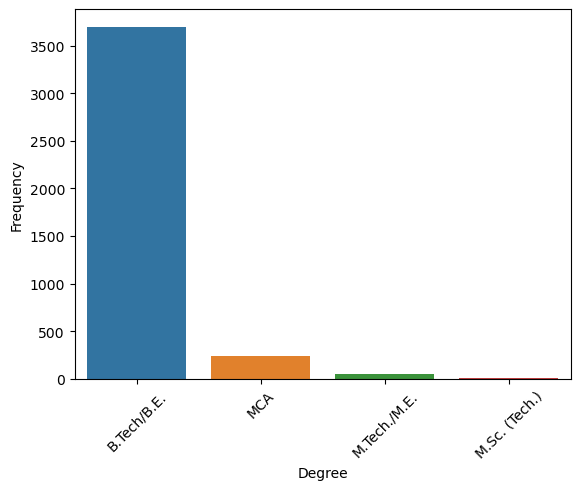 3500
3000
2500
2000
1500
1000
500
0
Frequency
B.Tech/B.E.
MCA
M.Tech./M.E.
M.Sc. (Tech.)
Degree